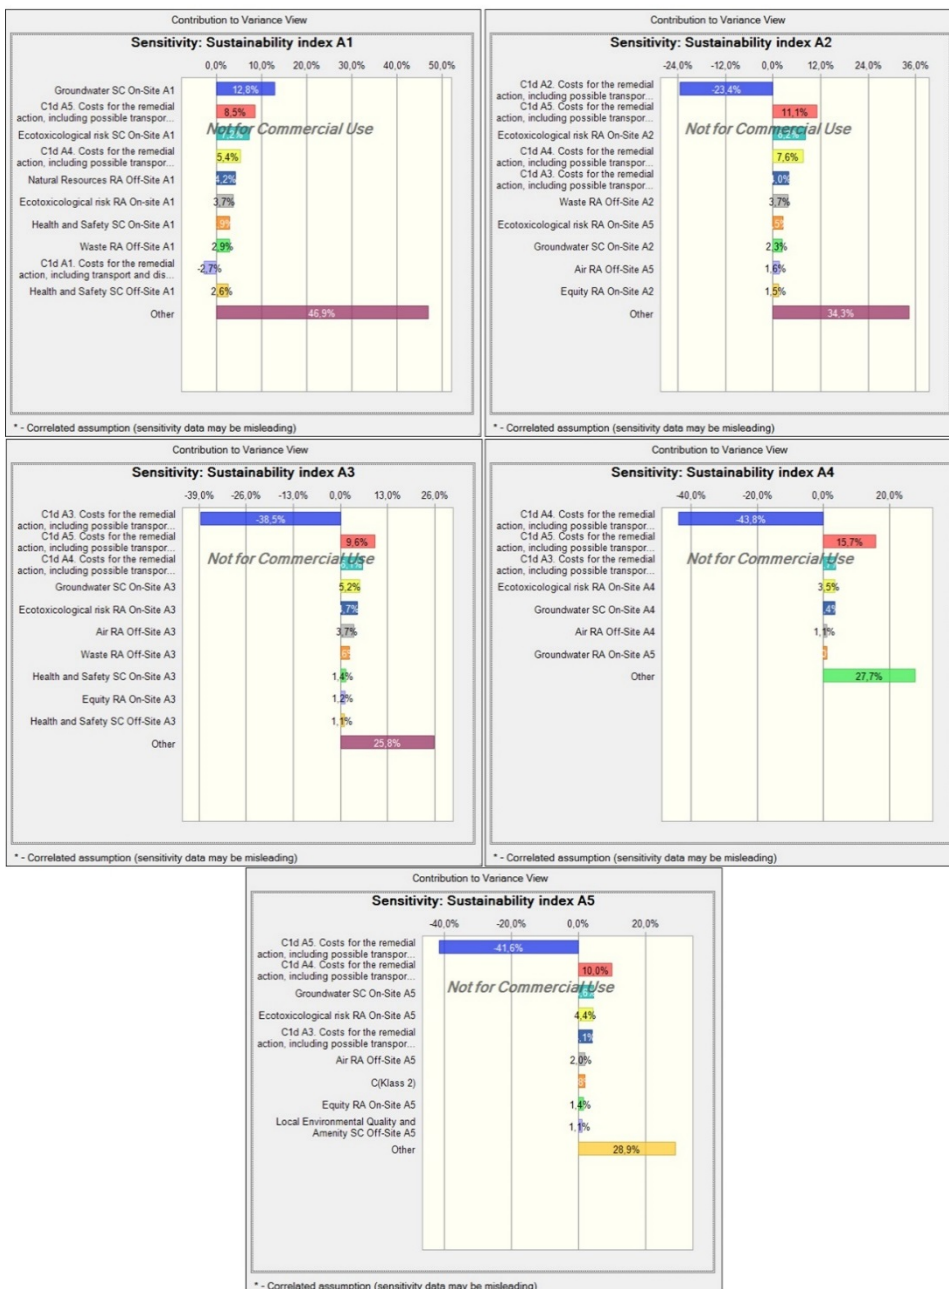 Contribution to Variance View
Sensitivity: Sustainability index A1
0,0% 10,0% 20,0% 30,0% 40,0% 50,0%
Groundwater SC On-Site A1 12,8%
C1d A5. Costs for the remedial
action, including possible transpor... 8,5%
Not for Commercial Use
Ecotoxicological risk SC On-Site A1
C1d A4. Costs for the remedial
action, including possible transpor... 5,4%
Natural Resources RA Off-Site A1 4,2%
Ecotoxicological risk RA On-site A1 3,7%
Health and Safety SC On-Site A1
Waste RA Off-Site A1 2,9%
C1d A1. Costs for the remedial
action, including transport and dis... -2,7%
Health and Safety SC Off-Site A1 2,6%
Other 46,9%
* - Correlated assumption (sensitivity data may be misleading)
Contribution to Variance View
Sensitivity: Sustainability index A2
-24,0% -12,0% 0,0% 12,0% 24,0% 36,0%
C1d A2. Costs for the remedial
action, including possible transpor... -23,4%
C1d A5. Costs for the remedial
action, including possible transpor... 11,1%
Not for Commercial Use
Ecotoxicological risk RA On-Site A2
C1d A4. Costs for the remedial
action, including possible transpor... 7,6%
C1d A3. Costs for the remedial
action, including possible transpor...
Waste RA Off-Site A2 3,7%
Ecotoxicological risk RA On-Site A5
Groundwater SC On-Site A2 2,3%
Air RA Off-Site A5 1,6%
Equity RA On-Site A2 1,5%
Other 34,3%
* - Correlated assumption (sensitivity data may be misleading)
Contribution to Variance View
Sensitivity: Sustainability index A3
-39,0% -26,0% -13,0% 0,0% 13,0% 26,0%
C1d A3. Costs for the remedial
action, including possible transpor... -38,5%
C1d A5. Costs for the remedial
action, including possible transpor... 9,6%
Not for Commercial Use
C1d A4. Costs for the remedial
action, including possible transpor...
Groundwater SC On-Site A3 5,2%
Ecotoxicological risk RA On-Site A3
Air RA Off-Site A3 3,7%
Waste RA Off-Site A3
Health and Safety SC On-Site A3 1,4%
Equity RA On-Site A3 1,2%
Health and Safety SC Off-Site A3 1,1%
Other 25,8%
* - Correlated assumption (sensitivity data may be misleading)
Contribution to Variance View
Sensitivity: Sustainability index A4
-40,0% -20,0% 0,0% 20,0%
C1d A4. Costs for the remedial
action, including possible transpor... -43,8%
C1d A5. Costs for the remedial
action, including possible transpor... 15,7%
Not for Commercial Use
C1d A3. Costs for the remedial
action, including possible transpor...
Ecotoxicological risk RA On-Site A4 3,5%
Groundwater SC On-Site A4
Air RA Off-Site A4 1,1%
Groundwater RA On-Site A5
Other 27,7%
* - Correlated assumption (sensitivity data may be misleading)
Contribution to Variance View
Sensitivity: Sustainability index A5
-40,0% -20,0% 0,0% 20,0%
C1d A5. Costs for the remedial
action, including possible transpor... -41,6%
C1d A4. Costs for the remedial
action, including possible transpor... 10,0%
Not for Commercial Use
Groundwater SC On-Site A5
Ecotoxicological risk RA On-Site A5 4,4%
C1d A3. Costs for the remedial
action, including possible transpor...
Air RA Off-Site A5 2,0%
C(Klass 2)
Equity RA On-Site A5 1,4%
Local Environmental Quality and
Amenity SC Off-Site A5 1,1%
Other 28,9%
* - Correlated assumption (sensitivity data may be misleading)